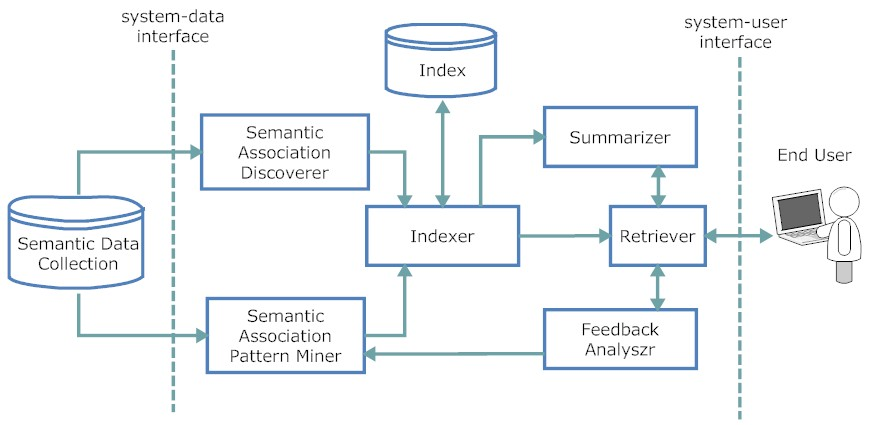 system-data
interface
system-user
interface
Index
Semantic
Association
Discoverer
Summarizer
End User
Semantic Data
Collection
Indexer
Retriever
Semantic
Association
Pattern Miner
Feedback
Analyszr